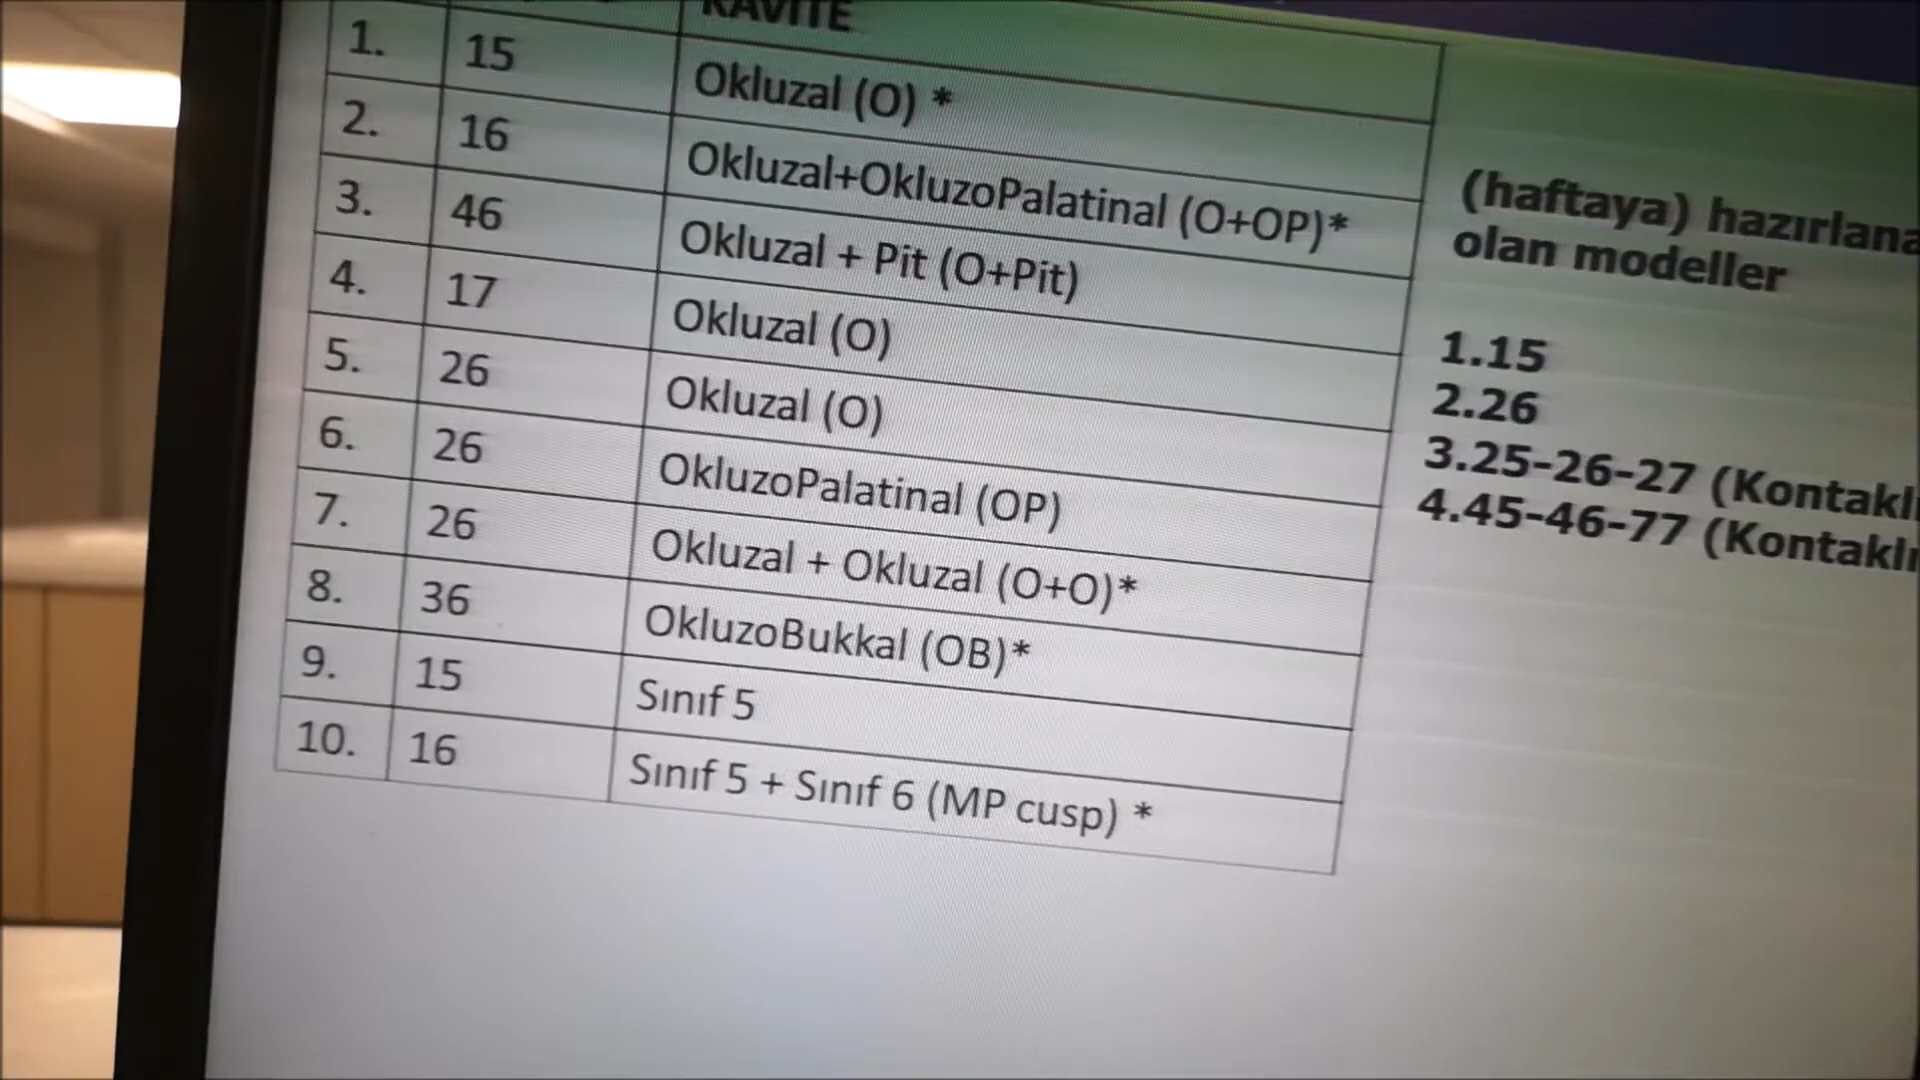 KAVİTE
1. 15 Okluzal (O) *
2. 16 Okluzal+OkluzoPalatinal (O+OP)*
3. 46 Okluzal + Pit (O+Pit)
4. 17 Okluzal (O)
5. 26 Okluzal (O)
6. 26 OkluzoPalatinal (OP)
7. 26 Okluzal + Okluzal (O+O)*
8. 36 OkluzoBukkal (OB)*
9. 15 Sınıf 5
10. 16 Sınıf 5 + Sınıf 6 (MP cusp) *
(haftaya)
olan modeller
1.15
2.26
3.25-26-27
4.45-46-77